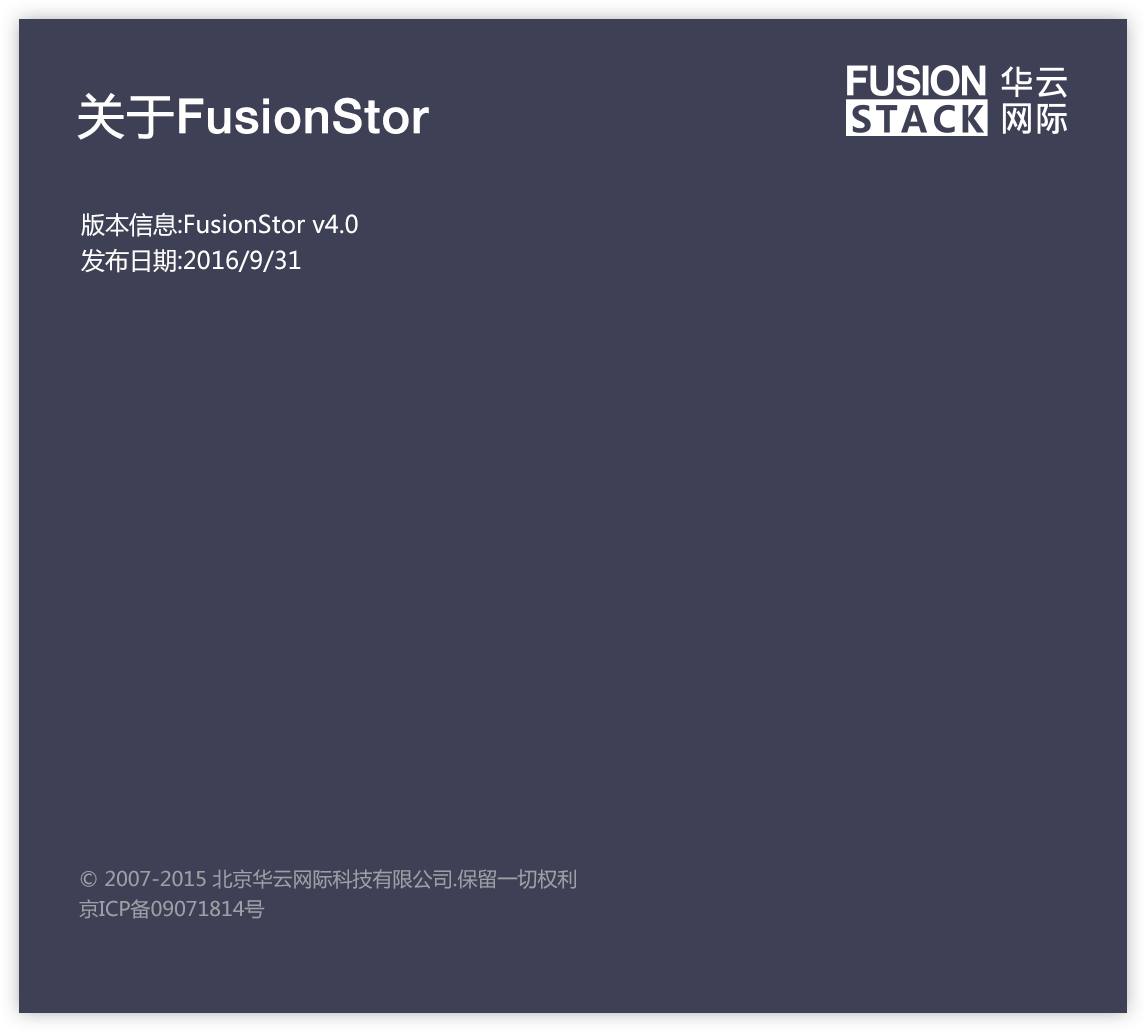 关于FusionStor
FUSION
STACK
华云
网际
版本信息:FusionStor v4.0
发布日期:2016/9/31
© 2007-2015 北京华云网际科技有限公司.保留一切权利
京ICP备09071814号